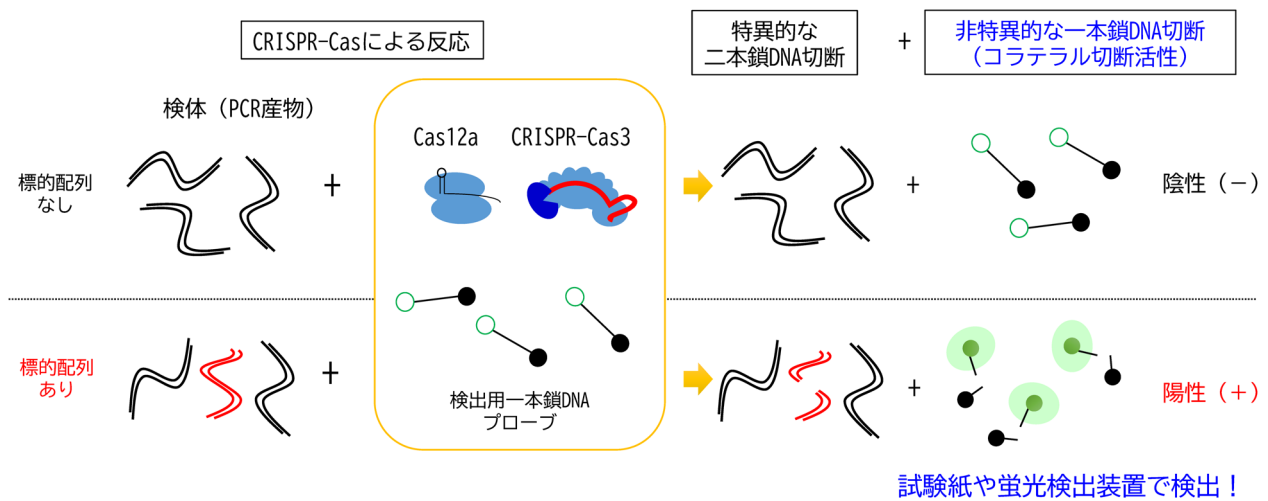 CRISPR-Casによる反応
特異的な
二本鎖DNA切断
+
非特異的な一本鎖DNA切断
（コラテラル切断活性）
検体（PCR産物）
Cas12a
CRISPR-Cas3
標的配列
なし
+
+
陰性（－）
標的配列
あり
+
検出用一本鎖DNA
プローブ
+
陽性（＋）
試験紙や蛍光検出装置で検出！